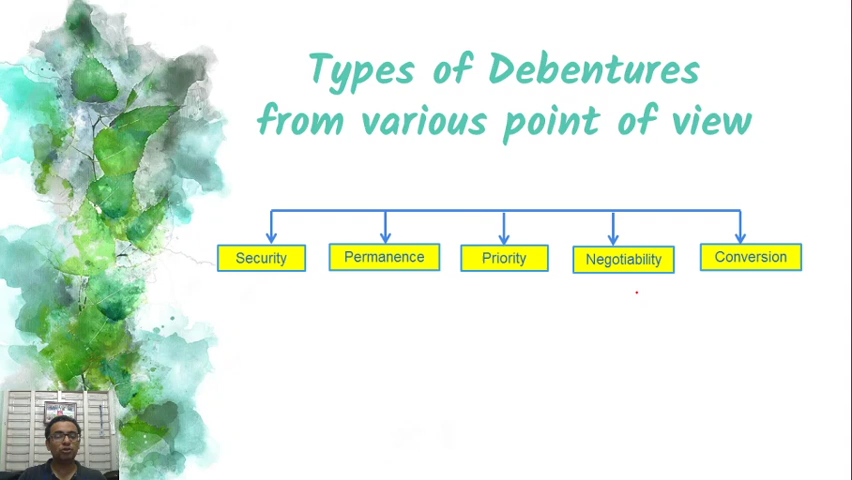 Types of Debentures
from various point of view
Security Permanence Priority Negotiability Conversion